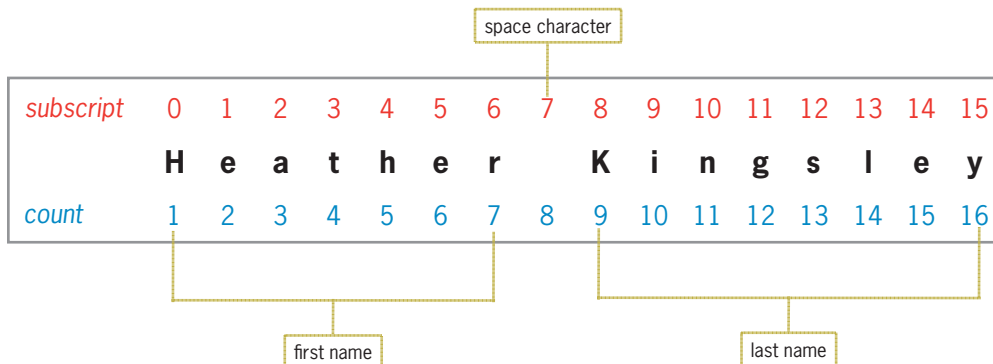 space character
subscript 0 1 2 3 4 5 6 7 8 9 10 11 12 13 14 15
H e a t h e r K i n g s l e y
count 1 2 3 4 5 6 7 8 9 10 11 12 13 14 15 16
first name last name